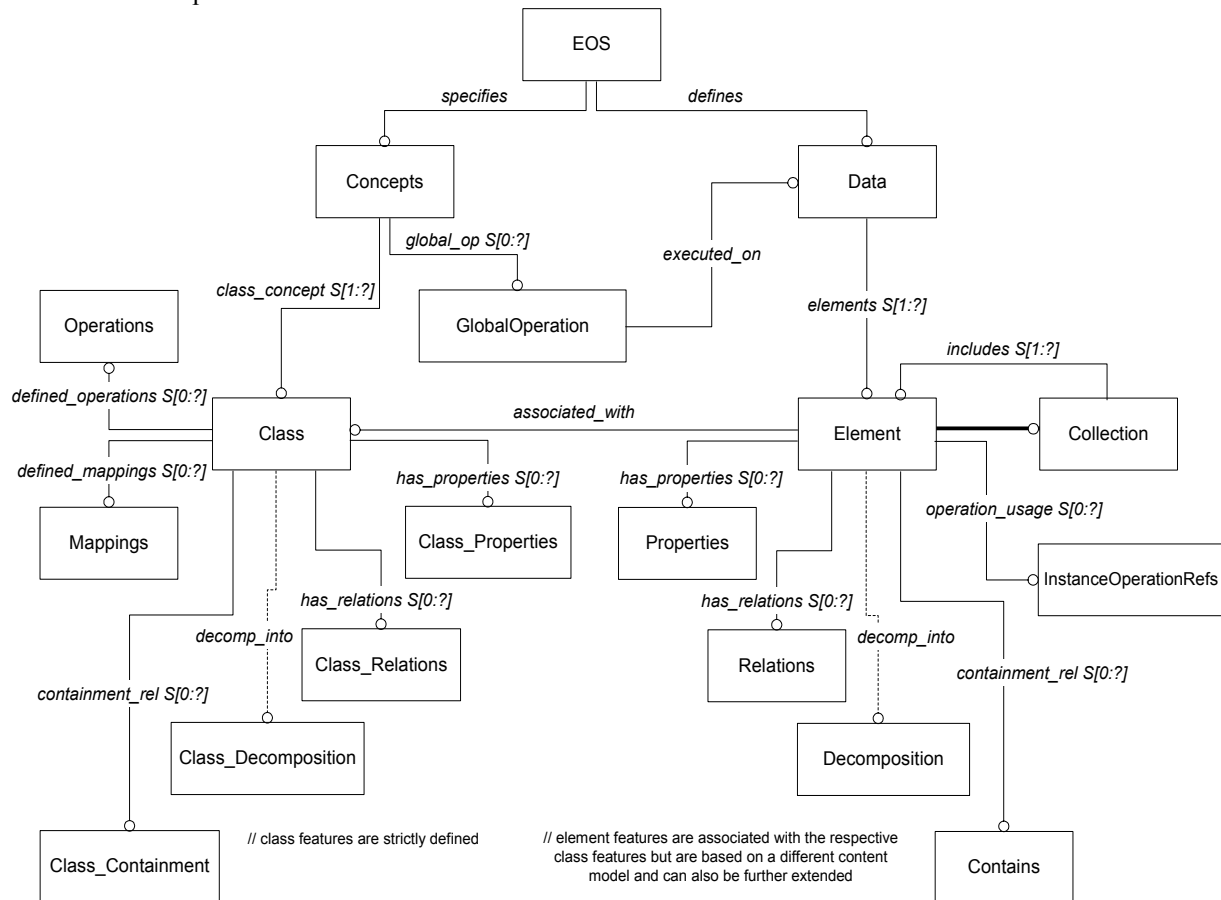 EOS
specifies
defines
Concepts
Data
global_op S[0:?]
executed_on
class_concept S[1:?]
elements S[1:?]
Operations
GlobalOperation
includes S[1:?]
defined_operations S[0:?]
associated_with
Class
Element
Collection
defined_mappings S[0:?]
has_properties S[0:?]
has_properties S[0:?]
operation_usage S[0:?]
Mappings
Class_Properties
Properties
InstanceOperationRefs
has_relations S[0:?]
has_relations S[0:?]
decomp_into
decomp_into
Class_Relations
Relations
containment_rel S[0:?]
containment_rel S[0:?]
Class_Decomposition
Decomposition
// class features are strictly defined
// element features are associated with the respective
class features but are based on a different content
model and can also be further extended
Class_Containment
Contains